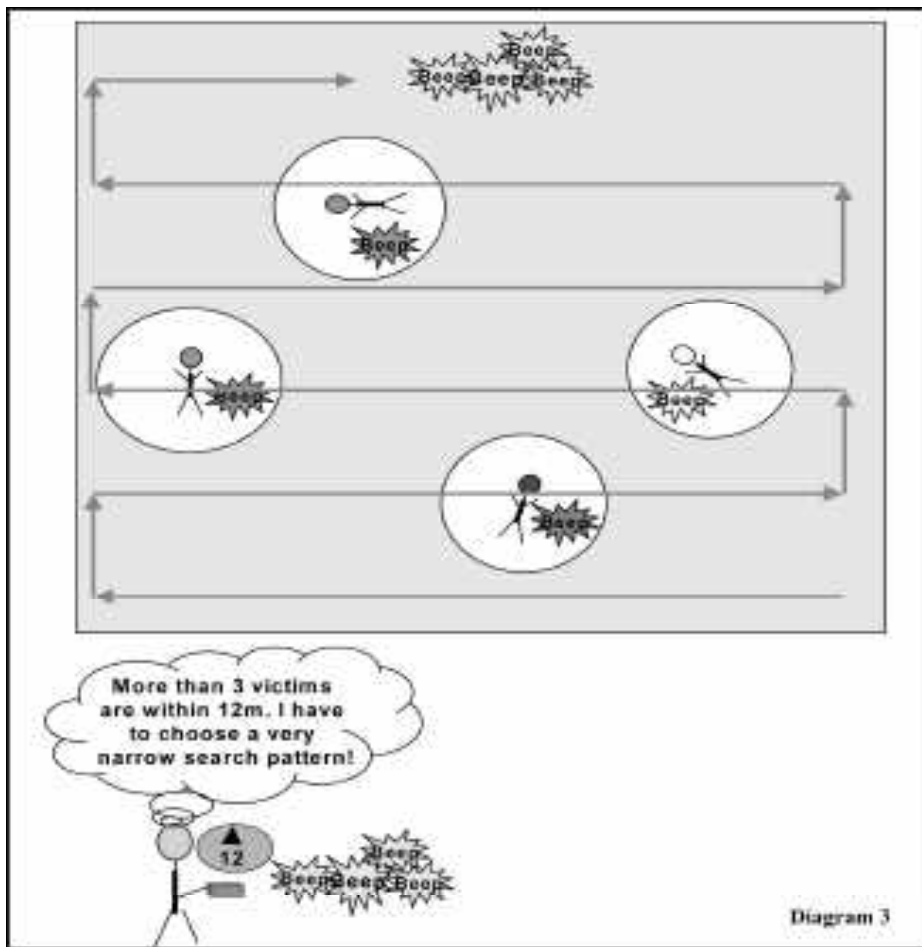 Beep
Beep Beep Beep
Beep
Beep
Beep
Beep
More than 3 victims
are within 12m. I have
to choose a very
narrow search pattern!
12
Beep
Beep Beep Beep
Diagram 3